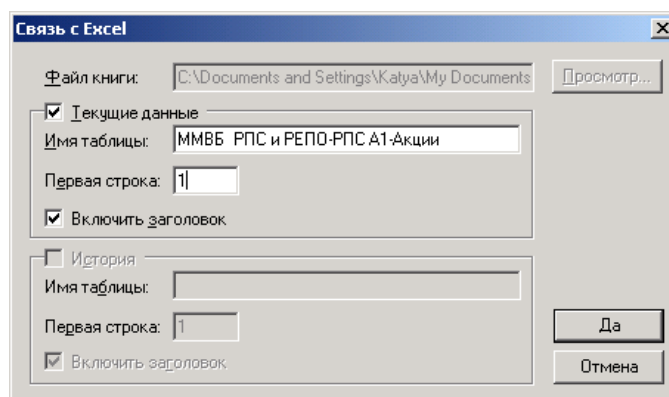 Связь с Excel
Файл книги: C:\Documents and Settings\Katya\My Documents Просмотр...
Текущие данные
Имя таблицы: ММВБ РПС и РЕПО-РПС А1-Акции
Первая строка: 1
Включить заголовок
История
Имя таблицы:
Первая строка: 1
Включить заголовок
Да
Отмена